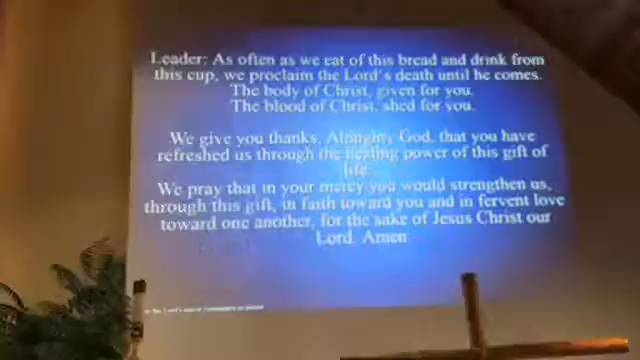 Leader: As often as we eat of this bread and drink from
this cup, we proclaim the Lord's death until he comes.
The body of Christ, given for you.
The blood of Christ, shed for you.
We give you thanks, Almighty God, that you have
refreshed us through the healing power of this gift of
life.
We pray that in your mercy you would strengthen us,
through this gift, in faith toward you and in fervent love
toward one another, for the sake of Jesus Christ our
Lord. Amen